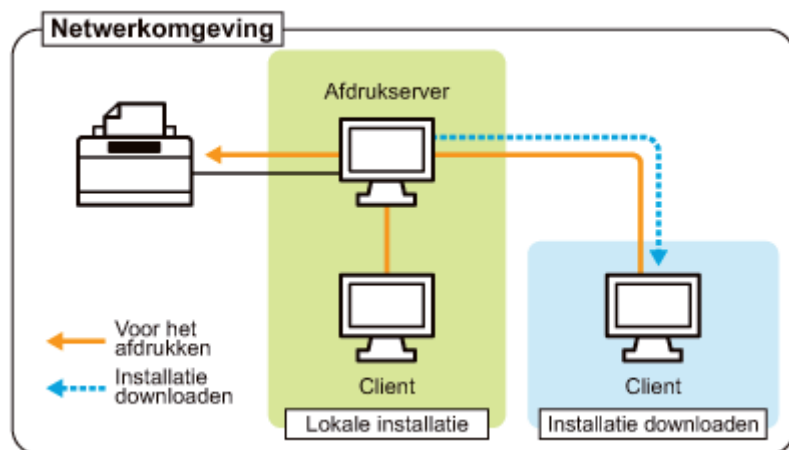 Netwerkomgeving
Afdrukserver
Voor het
afdrukken
Installatie
downloaden
Client
Lokale installatie
Client
Installatie downloaden